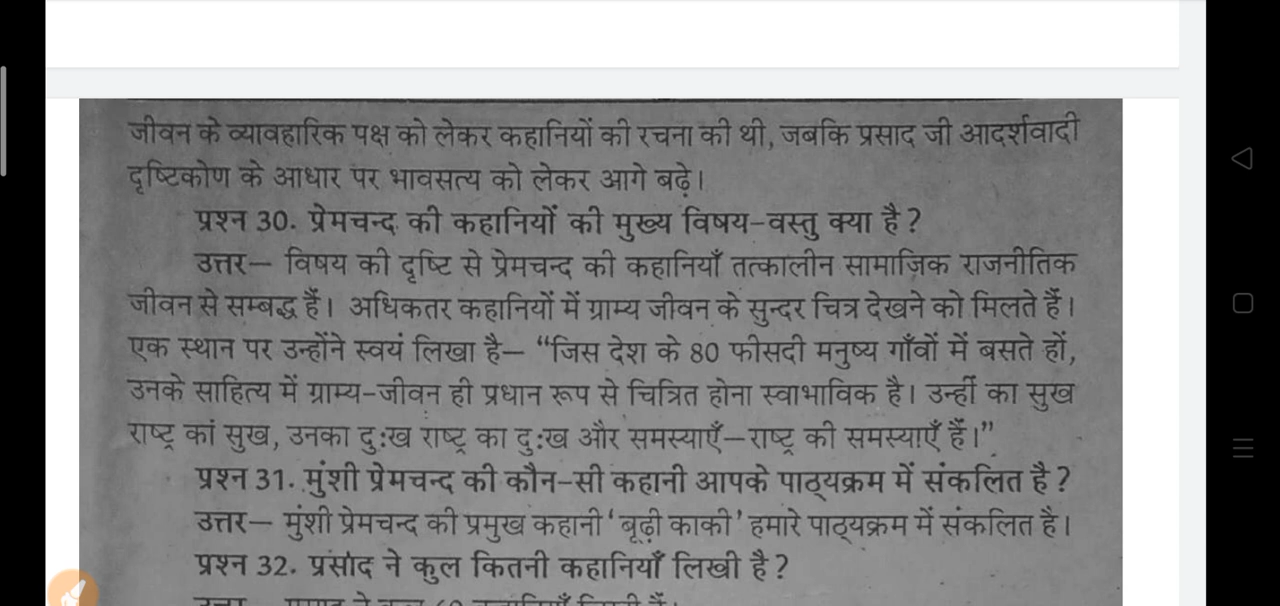 जीवन के व्यावहारिक पक्ष को लेकर कहानियों की रचना की थी, जबकि प्रसाद जी आदर्शवादी
दृष्टिकोण के आधार पर भावसत्य को लेकर आगे बढ़े।
प्रश्न 30. प्रेमचन्द की कहानियों की मुख्य विषय-वस्तु क्या है?
उत्तर— विषय की दृष्टि से प्रेमचन्द की कहानियाँ तत्कालीन सामाजिक राजनीतिक
जीवन से सम्बद्ध हैं। अधिकतर कहानियों में ग्राम्य जीवन के सुन्दर चित्र देखने को मिलते हैं।
एक स्थान पर उन्होंने स्वयं लिखा है— “जिस देश के 80 फीसदी मनुष्य गाँवों में बसते हों,
उनके साहित्य में ग्राम्य-जीवन ही प्रधान रूप से चित्रित होना स्वाभाविक है। उन्हीं का सुख
राष्ट्र का सुख, उनका दुःख राष्ट्र का दुःख और समस्याएँ—राष्ट्र की समस्याएँ हैं।”
प्रश्न 31. मुंशी प्रेमचन्द की कौन-सी कहानी आपके पाठ्यक्रम में संकलित है?
उत्तर— मुंशी प्रेमचन्द की प्रमुख कहानी ‘बूढ़ी काकी’ हमारे पाठ्यक्रम में संकलित है।
प्रश्न 32. प्रसाद ने कुल कितनी कहानियाँ लिखी है?